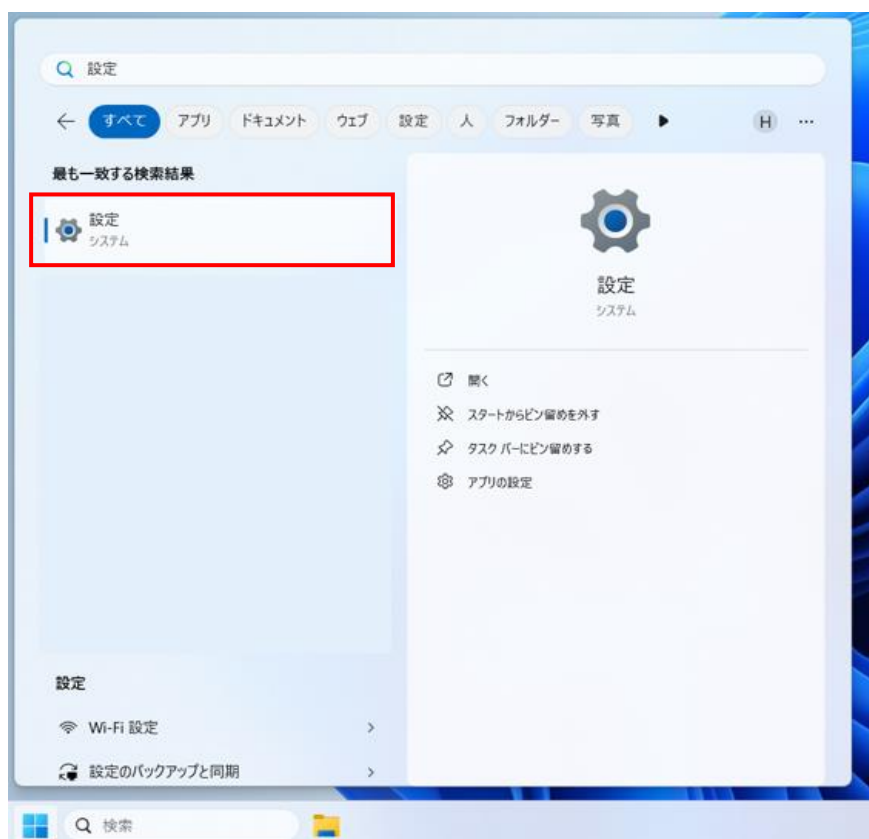 設定
すべて アプリ ドキュメント ウェブ 設定 人 フォルダー 写真 H ...
最も一致する検索結果
設定
システム
設定
システム
開く
スタートからピン留めを外す
タスク バーにピン留めする
アプリの設定
設定
Wi-Fi 設定
設定のバックアップと同期
検索